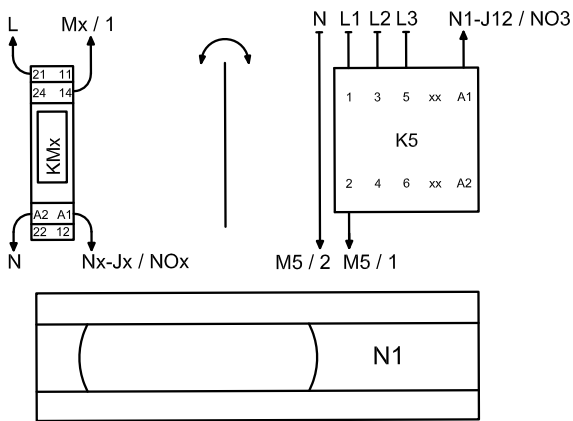 L Mx / 1
21 11
24 14
KMx
A2 A1
22 12
N Nx-Jx / NOx
N L1 L2 L3 N1-J12 / NO3
1 3 5 xx A1
K5
2 4 6 xx A2
M5 / 2 M5 / 1
N1